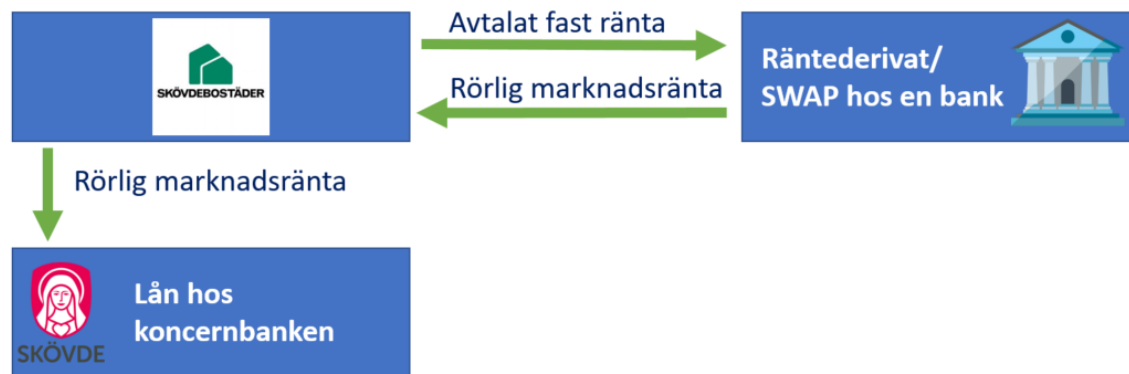 SKÖVDEBOSTÄDER
Avtalat fast ränta
Rörlig marknadsränta
Räntederivat/
SWAP hos en bank
Rörlig marknadsränta
SKÖVDE
Lån hos
koncernbanken